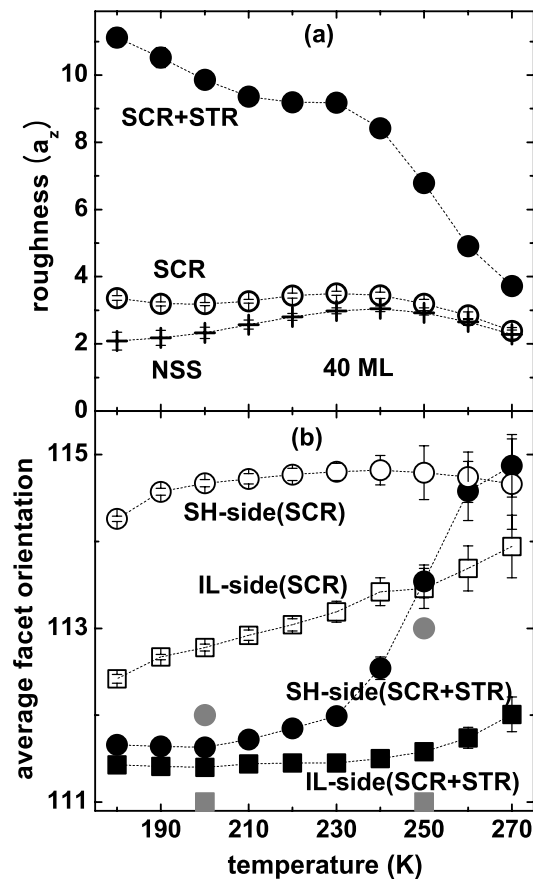 (a)
10
8
6
4
2
0
roughness (a_z)
SCR+STR
SCR
NSS
40 ML
(b)
115
113
111
average facet orientation
SH-side(SCR)
IL-side(SCR)
SH-side(SCR+STR)
IL-side(SCR+STR)
190
210
230
250
270
temperature (K)